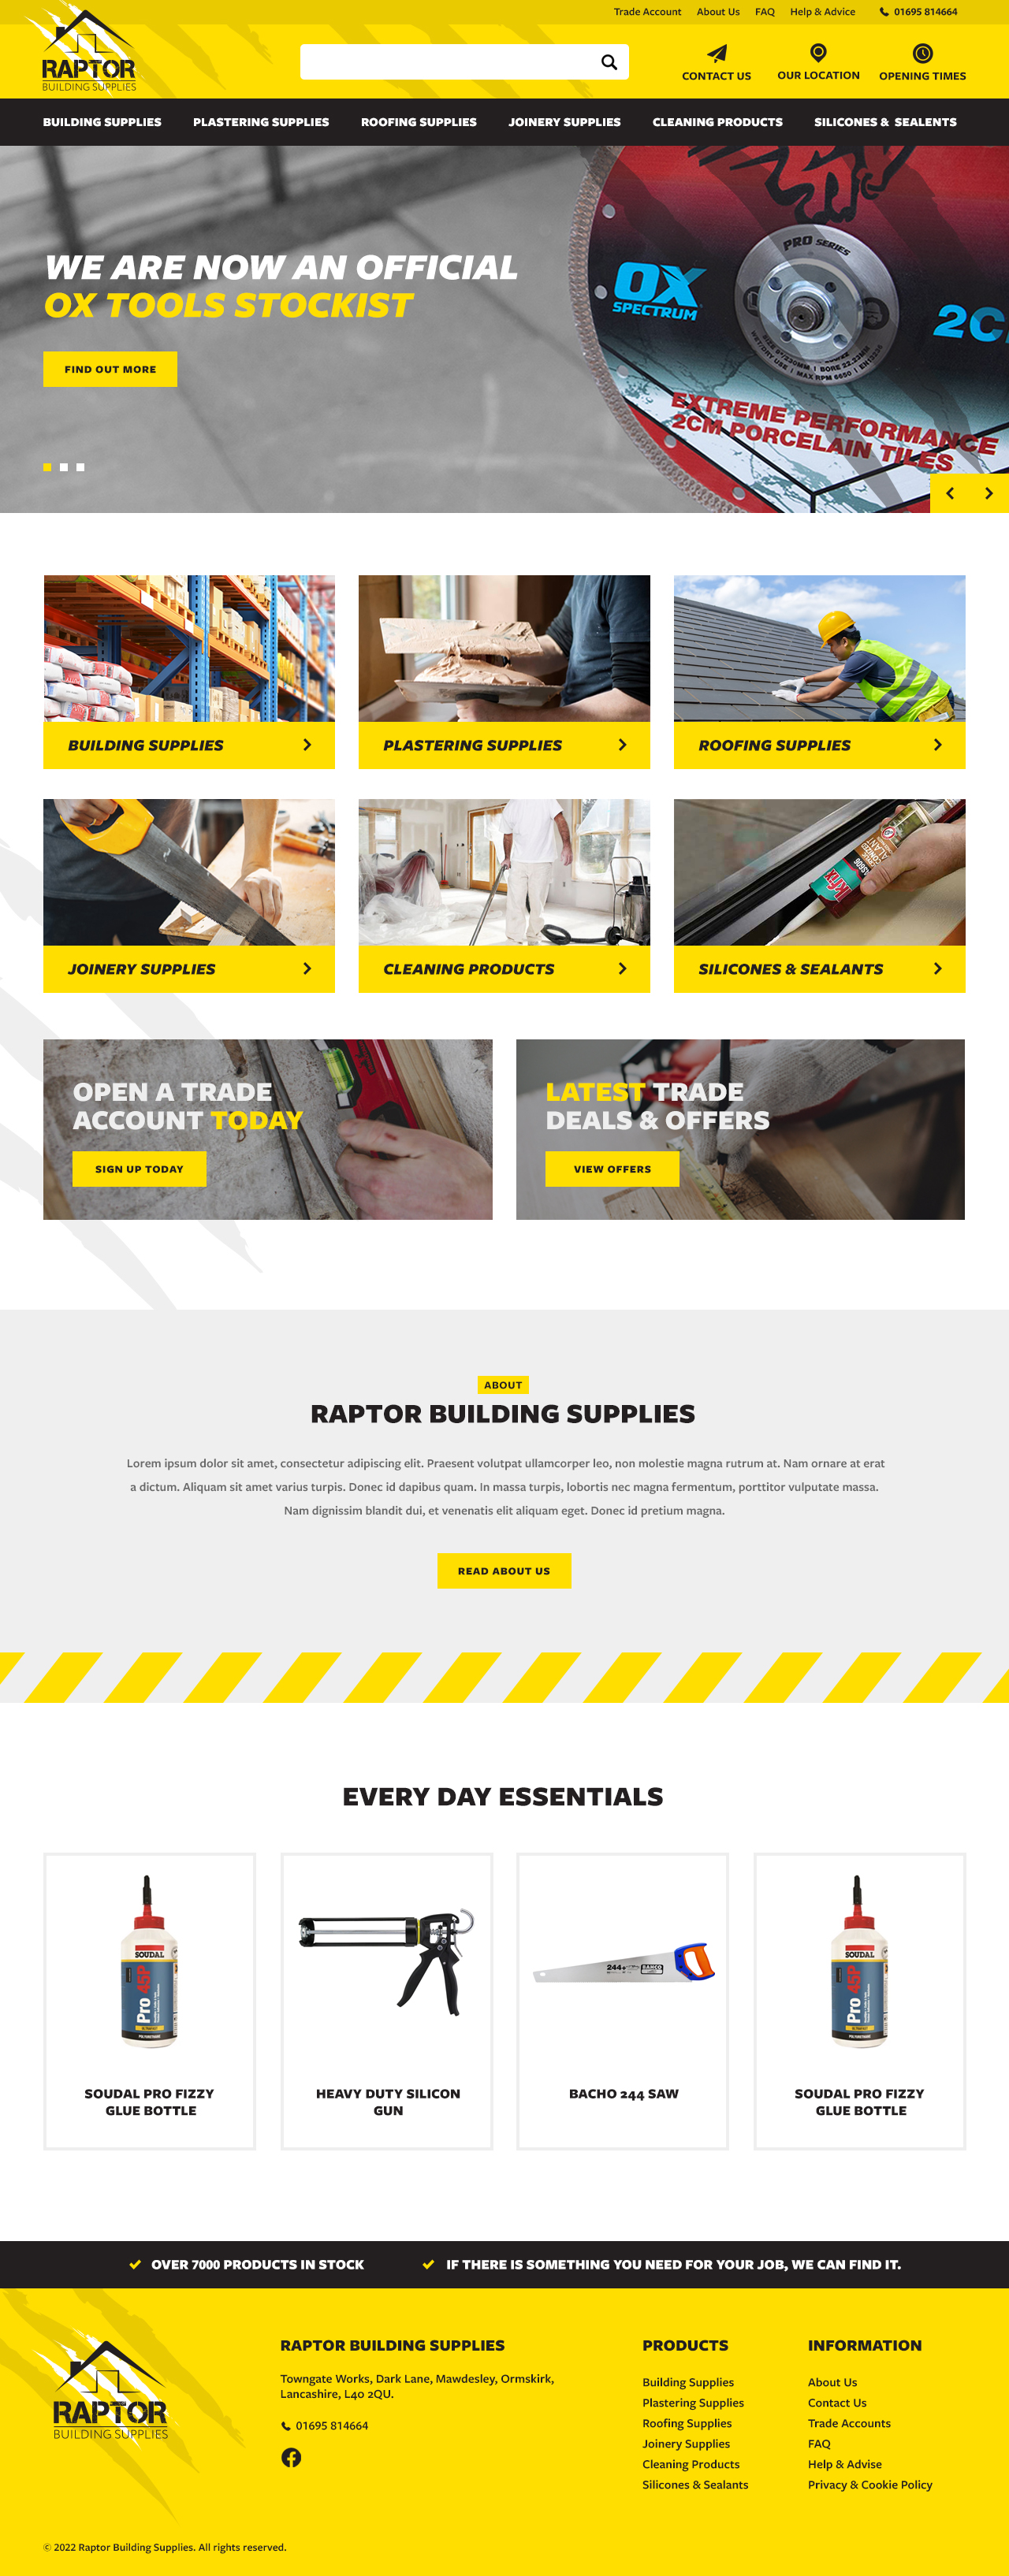 Trade Account About Us FAQ Help & Advice 01695 814664
RAPTOR
BUILDING SUPPLIES
CONTACT US OUR LOCATION OPENING TIMES
BUILDING SUPPLIES PLASTERING SUPPLIES ROOFING SUPPLIES JOINERY SUPPLIES CLEANING PRODUCTS SILICONES & SEALENTS
WE ARE NOW AN OFFICIAL
OX TOOLS STOCKIST
FIND OUT MORE
PRO SERIES
OX
SPECTRUM
2C
EXTREME PERFORMANCE
2CM PORCELAIN TILES
BUILDING SUPPLIES
PLASTERING SUPPLIES
ROOFING SUPPLIES
JOINERY SUPPLIES
CLEANING PRODUCTS
SILICONES & SEALANTS
OPEN A TRADE
ACCOUNT TODAY
SIGN UP TODAY
LATEST TRADE
DEALS & OFFERS
VIEW OFFERS
ABOUT
RAPTOR BUILDING SUPPLIES
Lorem ipsum dolor sit amet, consectetur adipiscing elit. Praesent volutpat ullamcorper leo, non molestie magna rutrum at. Nam ornare at erat
a dictum. Aliquam sit amet varius turpis. Donec id dapibus quam. In massa turpis, lobortis nec magna fermentum, porttitor vulputate massa.
Nam dignissim blandit dui, et venenatis elit aliquam eget. Donec id pretium magna.
READ ABOUT US
EVERY DAY ESSENTIALS
SOUDAL
Pro 45P
SOUDAL PRO FIZZY
GLUE BOTTLE
HEAVY DUTY SILICON
GUN
244+
BAHCO
BACHO 244 SAW
SOUDAL
Pro 45P
SOUDAL PRO FIZZY
GLUE BOTTLE
OVER 7000 PRODUCTS IN STOCK
IF THERE IS SOMETHING YOU NEED FOR YOUR JOB, WE CAN FIND IT.
RAPTOR
BUILDING SUPPLIES
RAPTOR BUILDING SUPPLIES
Towngate Works, Dark Lane, Mawdesley, Ormskirk,
Lancashire, L40 2QU.
01695 814664
PRODUCTS
Building Supplies
Plastering Supplies
Roofing Supplies
Joinery Supplies
Cleaning Products
Silicones & Sealants
INFORMATION
About Us
Contact Us
Trade Accounts
FAQ
Help & Advise
Privacy & Cookie Policy
© 2022 Raptor Building Supplies. All rights reserved.